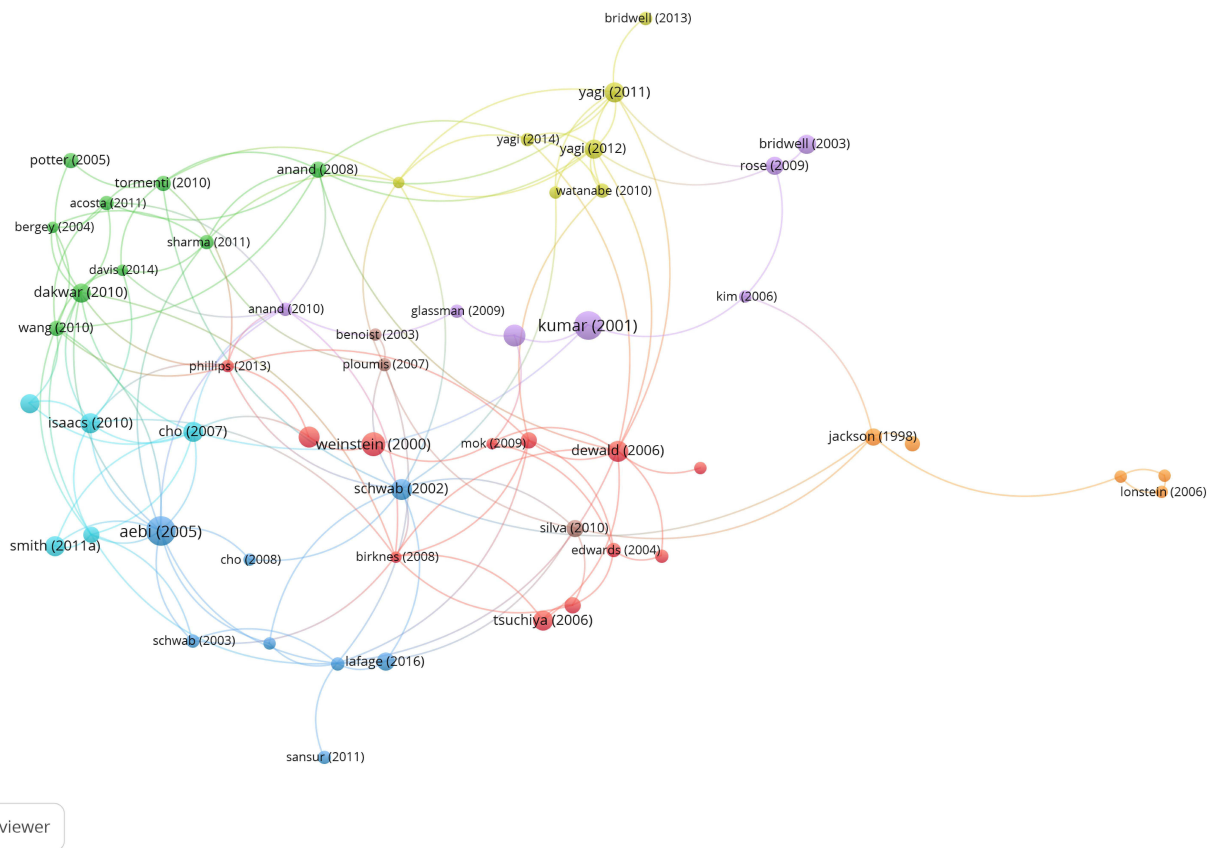 bridwell (2013)
yagi (2011)
yagi (2014)
yagi (2012)
bridwell (2003)
rose (2009)
potter (2005)
anand (2008)
tormenti (2010)
watanabe (2010)
acosta (2011)
bergey (2004)
sharma (2011)
davis (2014)
dakwar (2010)
kim (2006)
anand (2010)
glassman (2009)
wang (2010)
benoist (2003)
kumar (2001)
phillips (2013)
ploumis (2007)
isaacs (2010)
cho (2007)
weinstein (2000)
mok (2009)
dewald (2006)
jackson (1998)
schwab (2002)
lonstein (2006)
smith (2011a)
aebi (2005)
silva (2010)
cho (2008)
birknes (2008)
edwards (2004)
tsuchiya (2006)
schwab (2003)
lafage (2016)
sansur (2011)
viewer